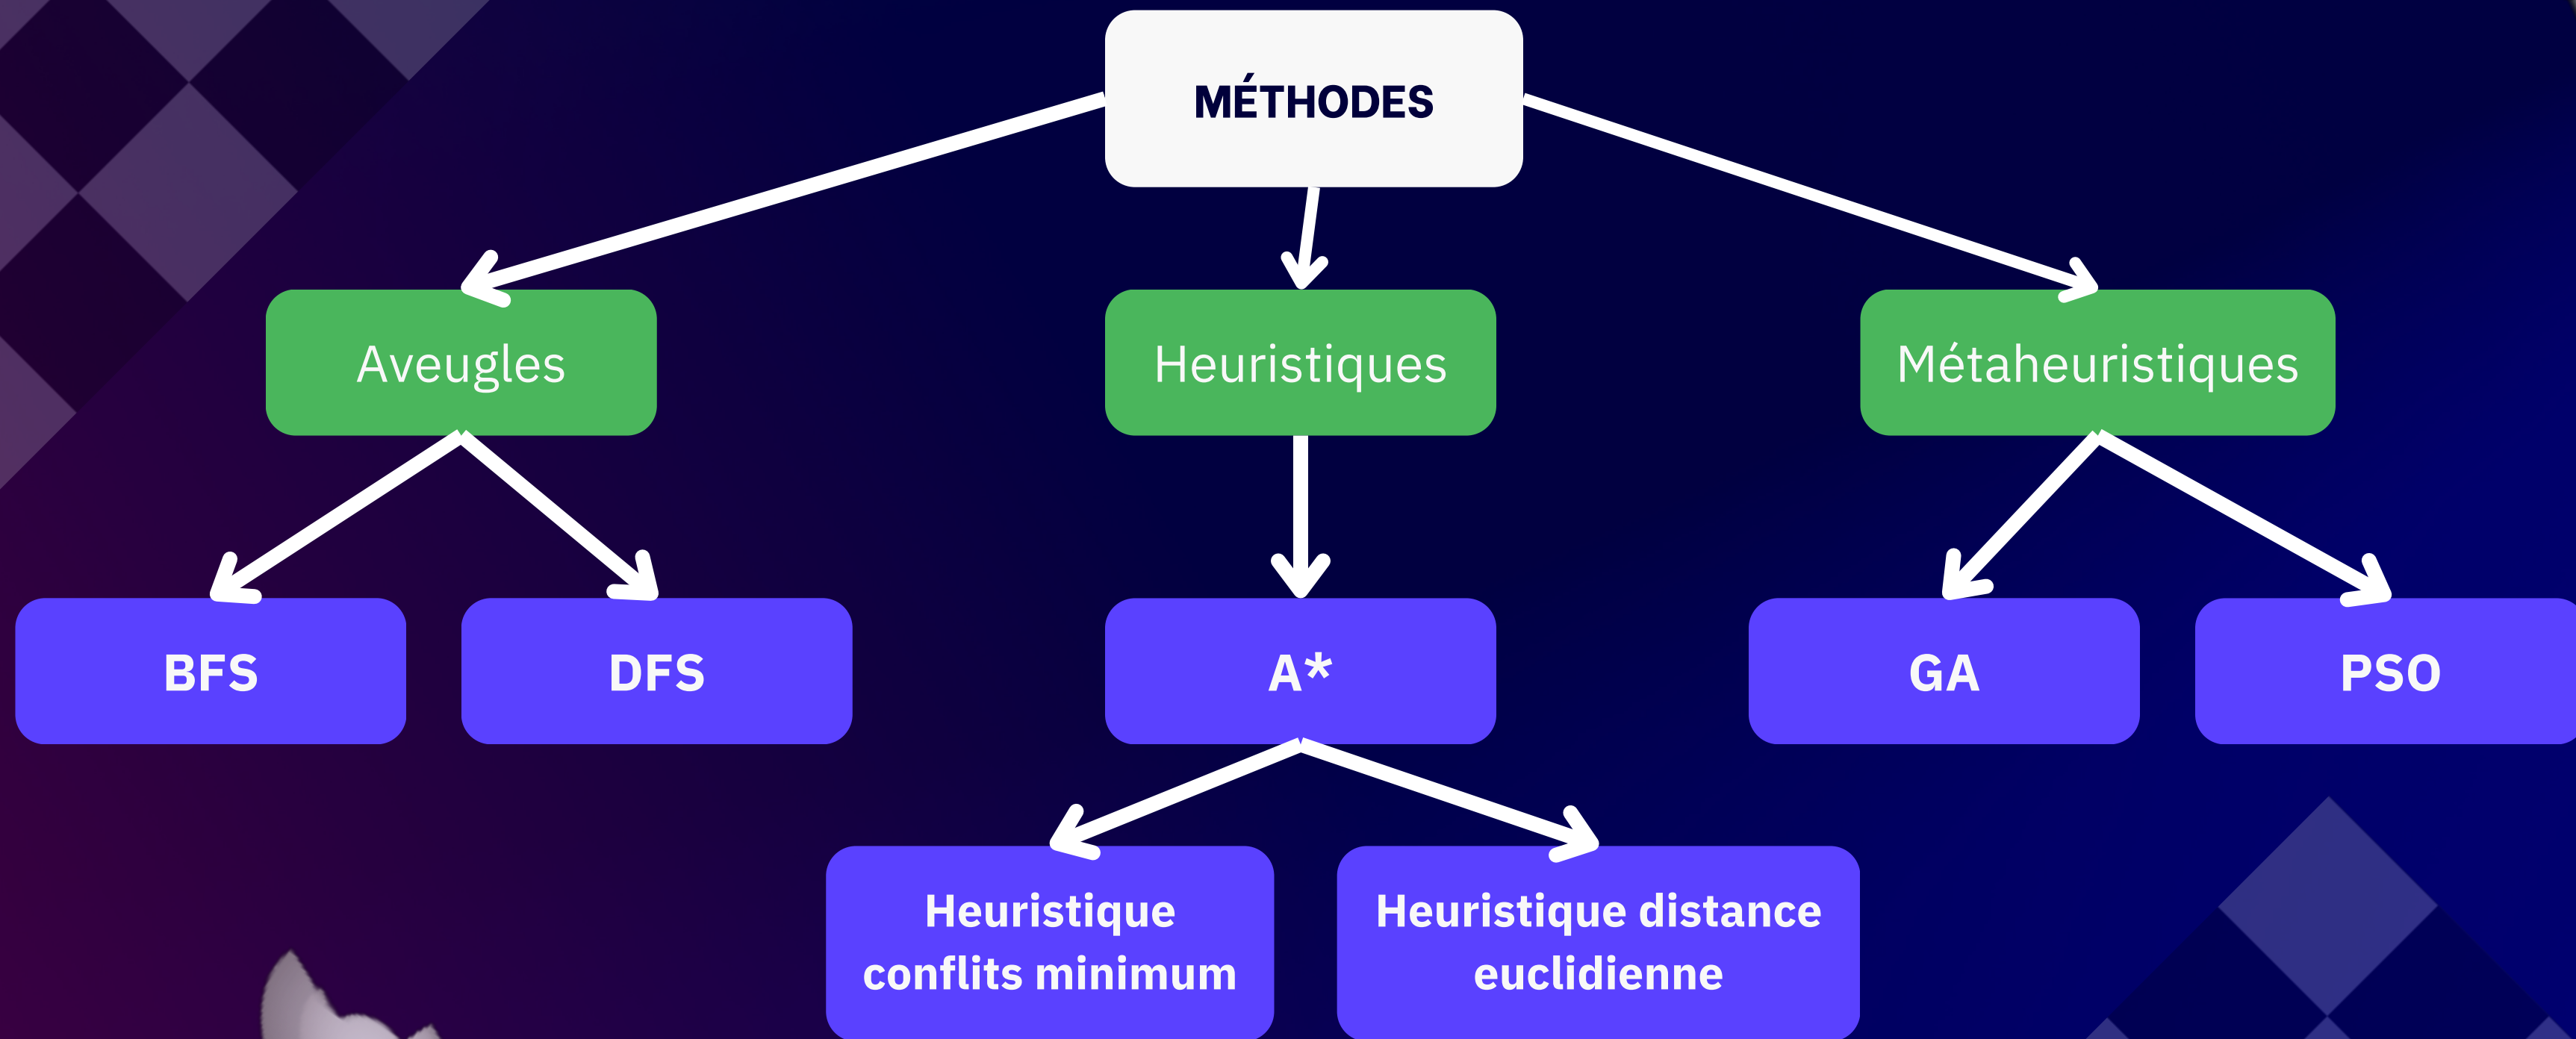 MÉTHODES
Aveugles
Heuristiques
Métaheuristiques
BFS
DFS
A*
GA
PSO
Heuristique
conflits minimum
Heuristique distance
euclidienne